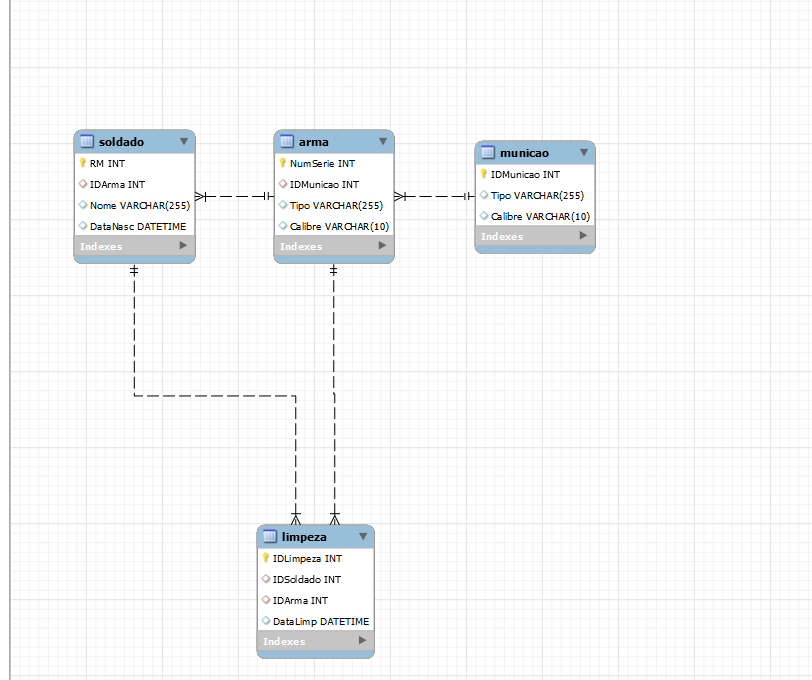 soldado
RM INT
IDArma INT
Nome VARCHAR(255)
DataNasc DATETIME
Indexes
arma
NumSerie INT
IDMunicao INT
Tipo VARCHAR(255)
Calibre VARCHAR(10)
Indexes
municao
IDMunicao INT
Tipo VARCHAR(255)
Calibre VARCHAR(10)
Indexes
limpeza
IDLimpeza INT
IDSoldado INT
IDArma INT
DataLimp DATETIME
Indexes